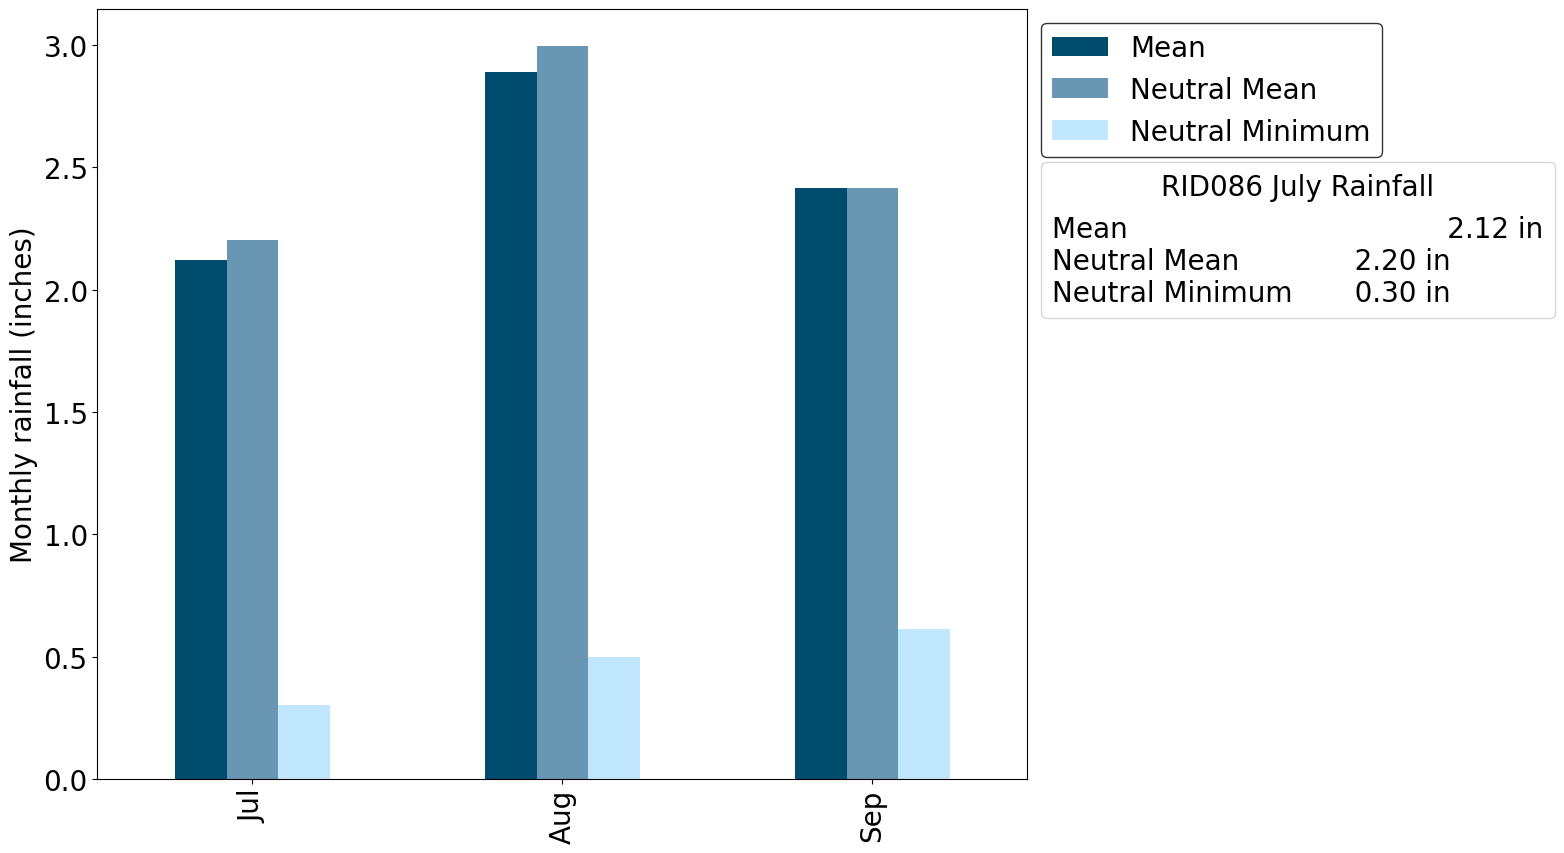 Monthly rainfall (inches)
3.0
2.5
2.0
1.5
1.0
0.5
0.0
Jul
Aug
Sep
Mean
Neutral Mean
Neutral Minimum
RID086 July Rainfall
Mean 2.12 in
Neutral Mean 2.20 in
Neutral Minimum 0.30 in